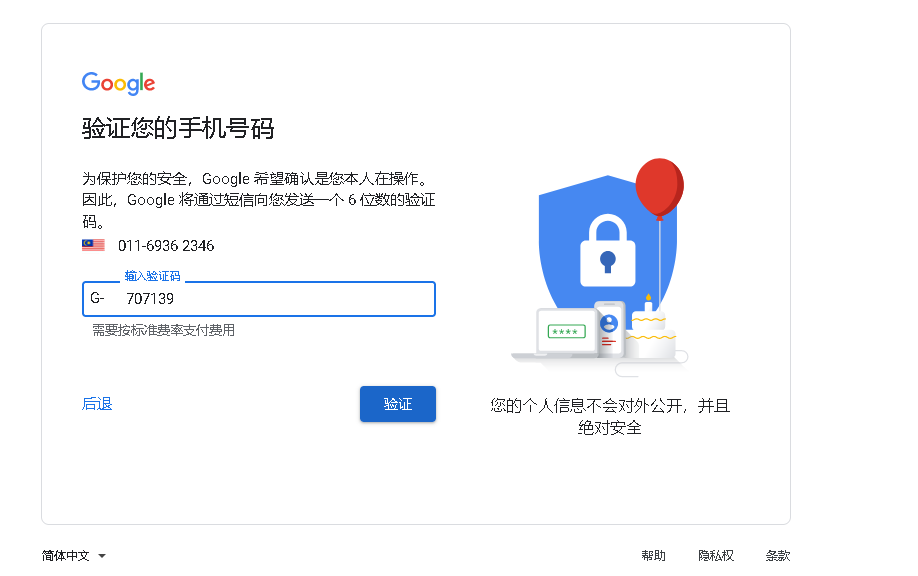 Google
验证您的手机号码
为保护您的安全，Google 希望确认是您本人在操作。
因此，Google 将通过短信向您发送一个 6 位数的验证
码。
011-6936 2346
输入验证码
G- 707139
需要按标准费率支付费用
后退
验证
****
您的个人信息不会对外公开，并且
绝对安全
简体中文
帮助
隐私权
条款